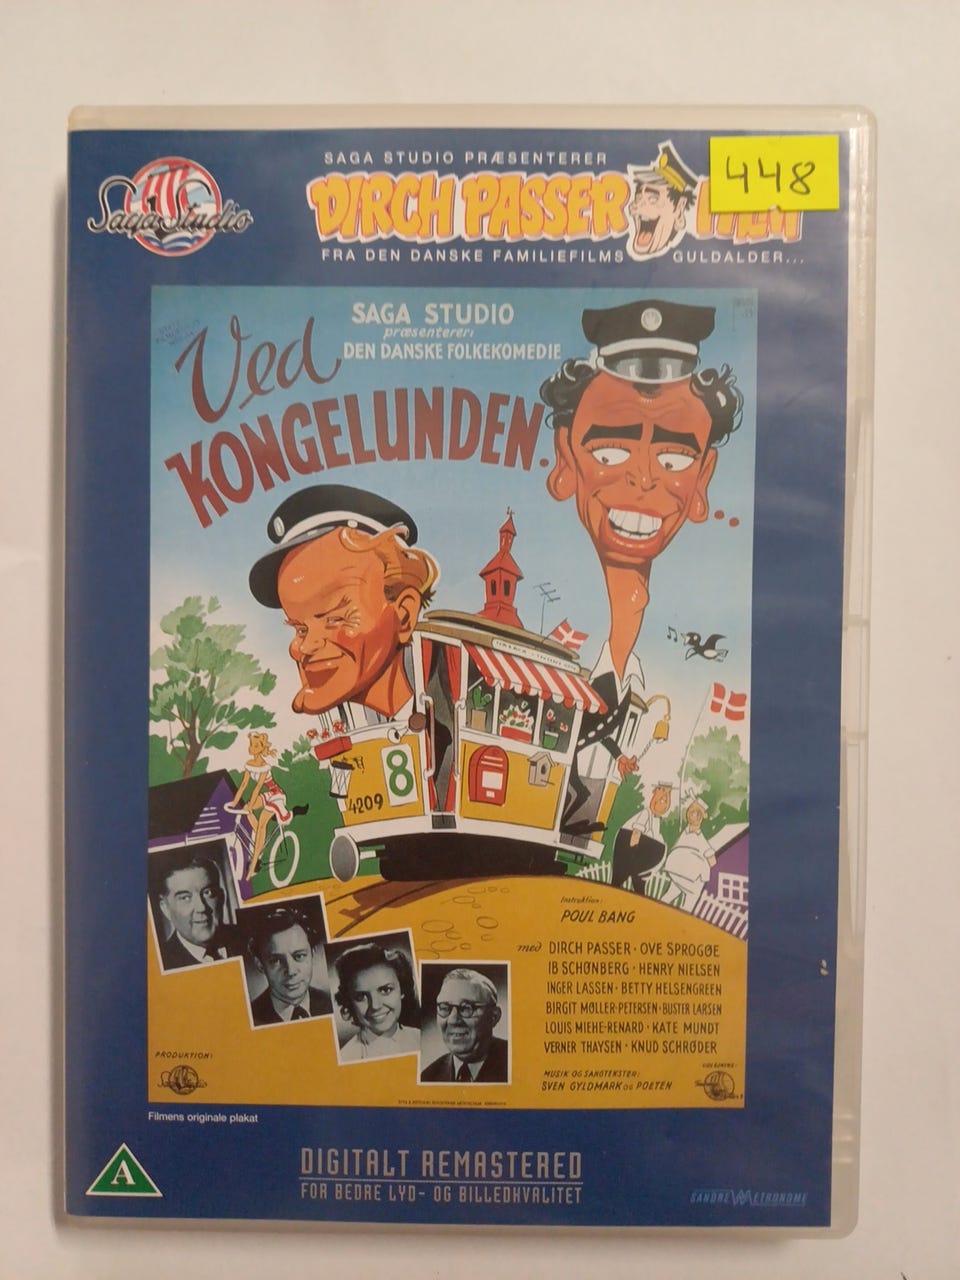 Saga Studio
SAGA STUDIO PRÆSENTERER
DIRCH PASSER
448
FRA DEN DANSKE FAMILIEFILMS GULDALDER...
SAGA STUDIO
præsenterer:
DEN DANSKE FOLKEKOMEDIE
Ved
KONGELUNDEN...
8
4209
Instruktion:
POUL BANG
med DIRCH PASSER · OVE SPROGØE
IB SCHØNBERG · HENRY NIELSEN
INGER LASSEN · BETTY HELSENGREEN
BIRGIT MØLLER-PETERSEN · BUSTER LARSEN
LOUIS MIEHE-RENARD · KATE MUNDT
VERNER THAYSEN · KNUD SCHRØDER
MUSIK OG SANGTEKSTER:
SVEN GYLDMARK OG POETEN
PRODUKTION:
UDLEJNING:
Filmens originale plakat
A
DIGITALT REMASTERED
FOR BEDRE LYD- OG BILLEDKVALITET
SANDREW METRONOME